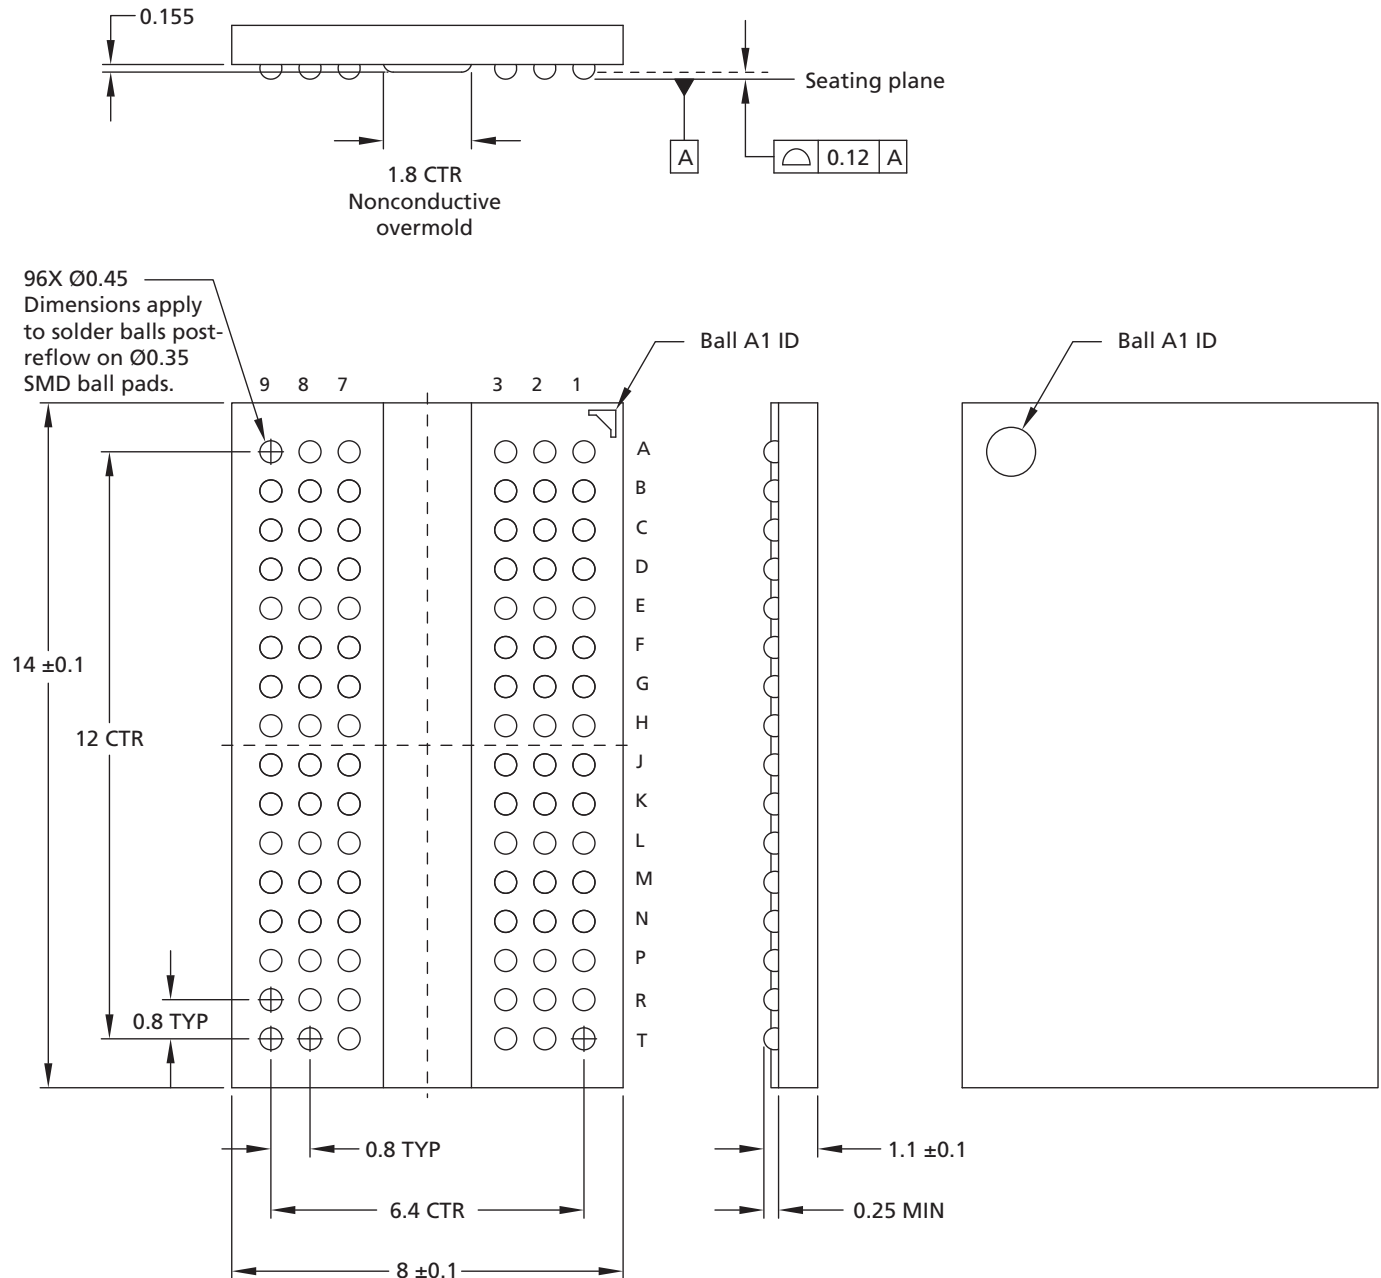 0.155
Seating plane
A
0.12 A
1.8 CTR
Nonconductive
overmold
96X Ø0.45
Dimensions apply
to solder balls post-
reflow on Ø0.35
SMD ball pads.
Ball A1 ID
Ball A1 ID
9 8 7 3 2 1
A
B
C
D
E
F
14 ±0.1
G
H
12 CTR
J
K
L
M
N
P
R
0.8 TYP
T
0.8 TYP
1.1 ±0.1
6.4 CTR
0.25 MIN
8 ±0.1